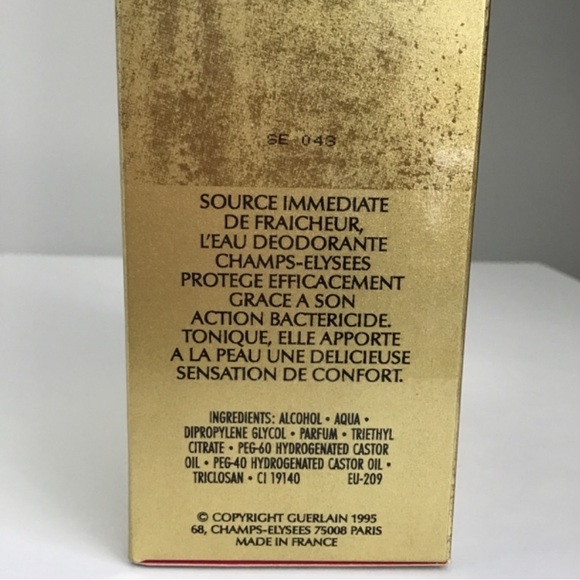 SE 043
SOURCE IMMEDIATE
DE FRAICHEUR,
L'EAU DEODORANTE
CHAMPS-ELYSEES
PROTEGE EFFICACEMENT
GRACE A SON
ACTION BACTERICIDE.
TONIQUE, ELLE APPORTE
A LA PEAU UNE DELICIEUSE
SENSATION DE CONFORT.
INGREDIENTS: ALCOHOL • AQUA •
DIPROPYLENE GLYCOL • PARFUM • TRIETHYL
CITRATE • PEG-60 HYDROGENATED CASTOR
OIL • PEG-40 HYDROGENATED CASTOR OIL •
TRICLOSAN • CI 19140 EU-209
© COPYRIGHT GUERLAIN 1995
68, CHAMPS-ELYSEES 75008 PARIS
MADE IN FRANCE